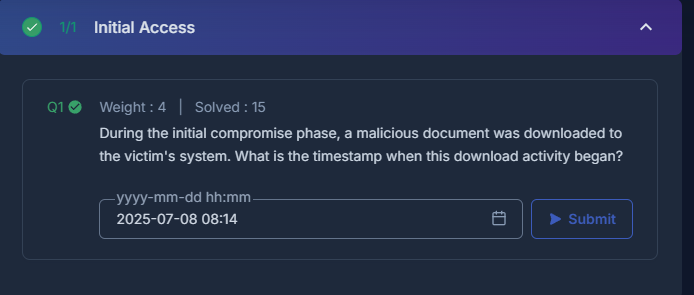 1/1 Initial Access
Q1 Weight : 4 | Solved : 15
During the initial compromise phase, a malicious document was downloaded to
the victim's system. What is the timestamp when this download activity began?
yyyy-mm-dd hh:mm
2025-07-08 08:14 Submit